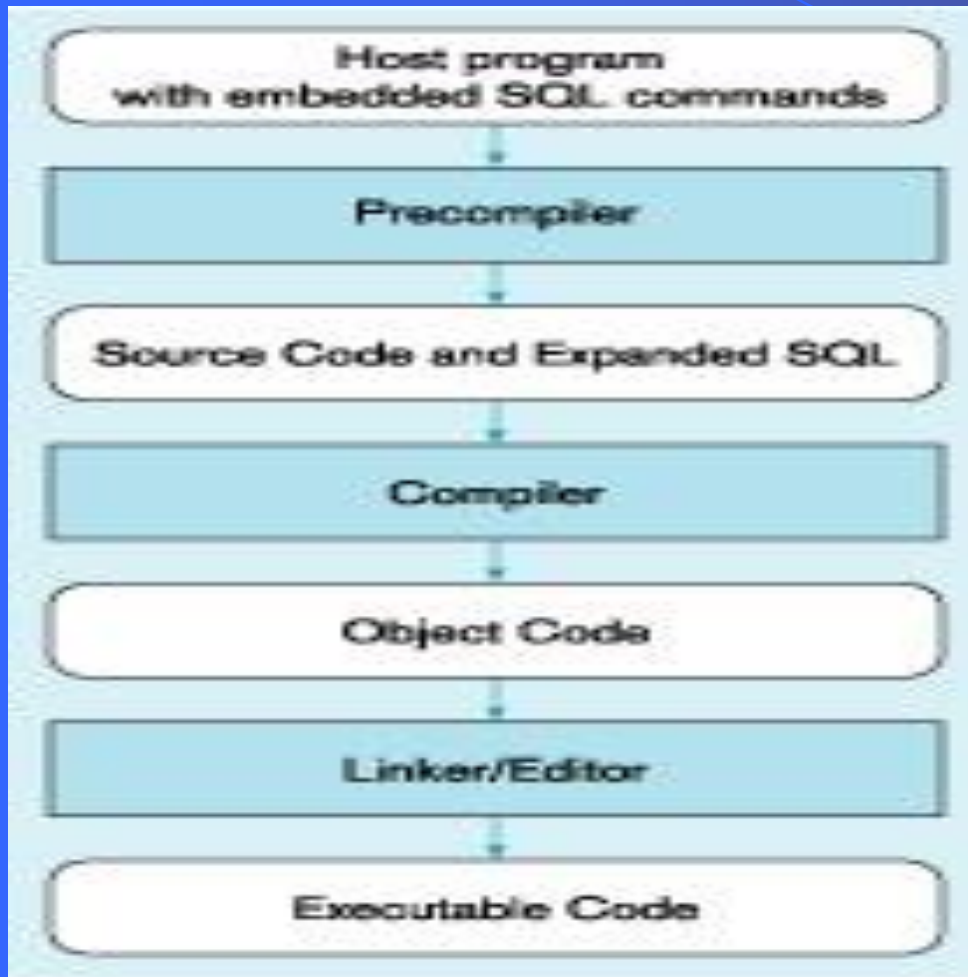 Host program
with embedded SQL commands
Precompiler
Source Code and Expanded SQL
Compiler
Object Code
Linker/Editor
Executable Code